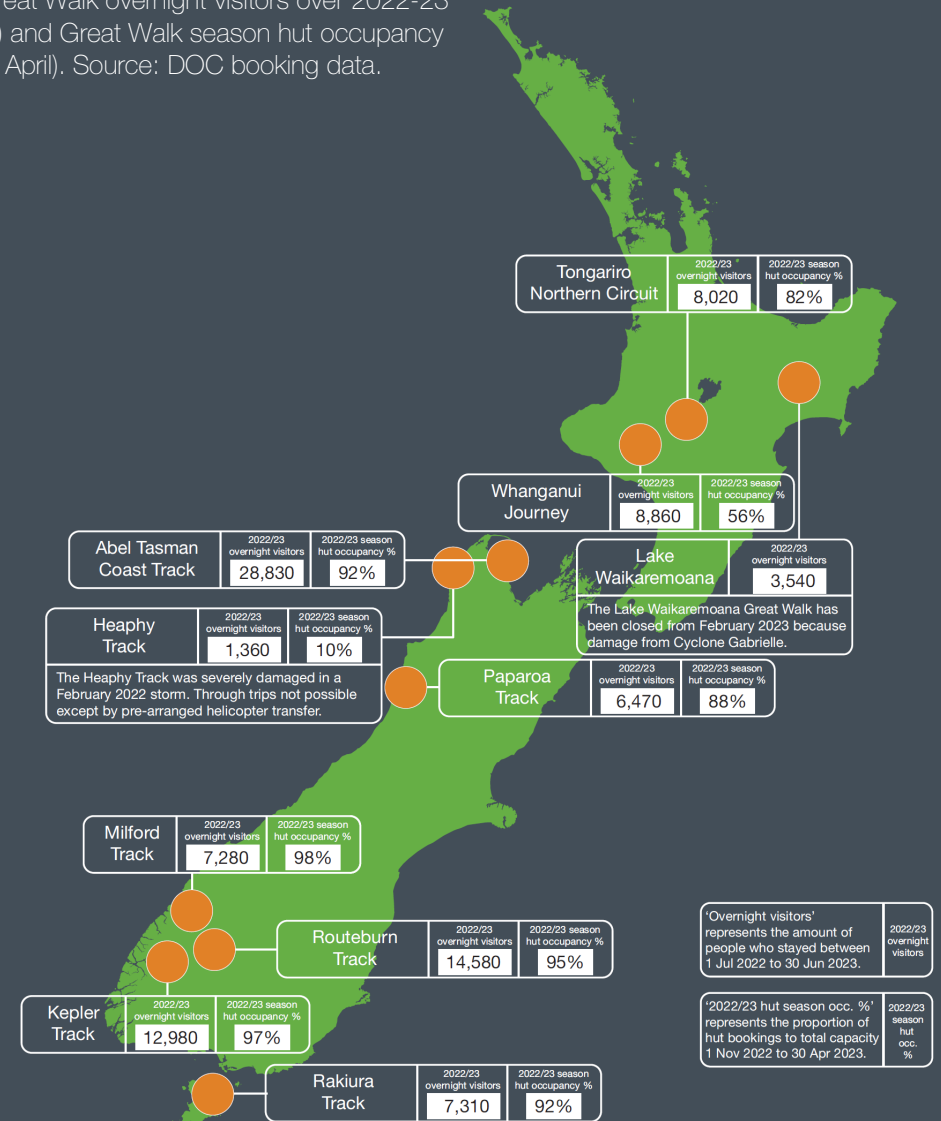 eat Walk overnight visitors over 2022-23
) and Great Walk season hut occupancy
April). Source: DOC booking data.
Tongariro
Northern Circuit
2022/23
overnight visitors
8,020
2022/23 season
hut occupancy %
82%
Whanganui
Journey
2022/23
overnight visitors
8,860
2022/23 season
hut occupancy %
56%
Abel Tasman
Coast Track
2022/23
overnight visitors
28,830
2022/23 season
hut occupancy %
92%
Lake
Waikaremoana
2022/23
overnight visitors
3,540
The Lake Waikaremoana Great Walk has
been closed from February 2023 because
damage from Cyclone Gabrielle.
Heaphy
Track
2022/23
overnight visitors
1,360
2022/23 season
hut occupancy %
10%
The Heaphy Track was severely damaged in a
February 2022 storm. Through trips not possible
except by pre-arranged helicopter transfer.
Paparoa
Track
2022/23
overnight visitors
6,470
2022/23 season
hut occupancy %
88%
Milford
Track
2022/23
overnight visitors
7,280
2022/23 season
hut occupancy %
98%
Routeburn
Track
2022/23
overnight visitors
14,580
2022/23 season
hut occupancy %
95%
Kepler
Track
2022/23
overnight visitors
12,980
2022/23 season
hut occupancy %
97%
Rakiura
Track
2022/23
overnight visitors
7,310
2022/23 season
hut occupancy %
92%
'Overnight visitors'
represents the amount of
people who stayed between
1 Jul 2022 to 30 Jun 2023.
2022/23
overnight
visitors
'2022/23 hut season occ. %'
represents the proportion of
hut bookings to total capacity
1 Nov 2022 to 30 Apr 2023.
2022/23
season
hut
occ.
%